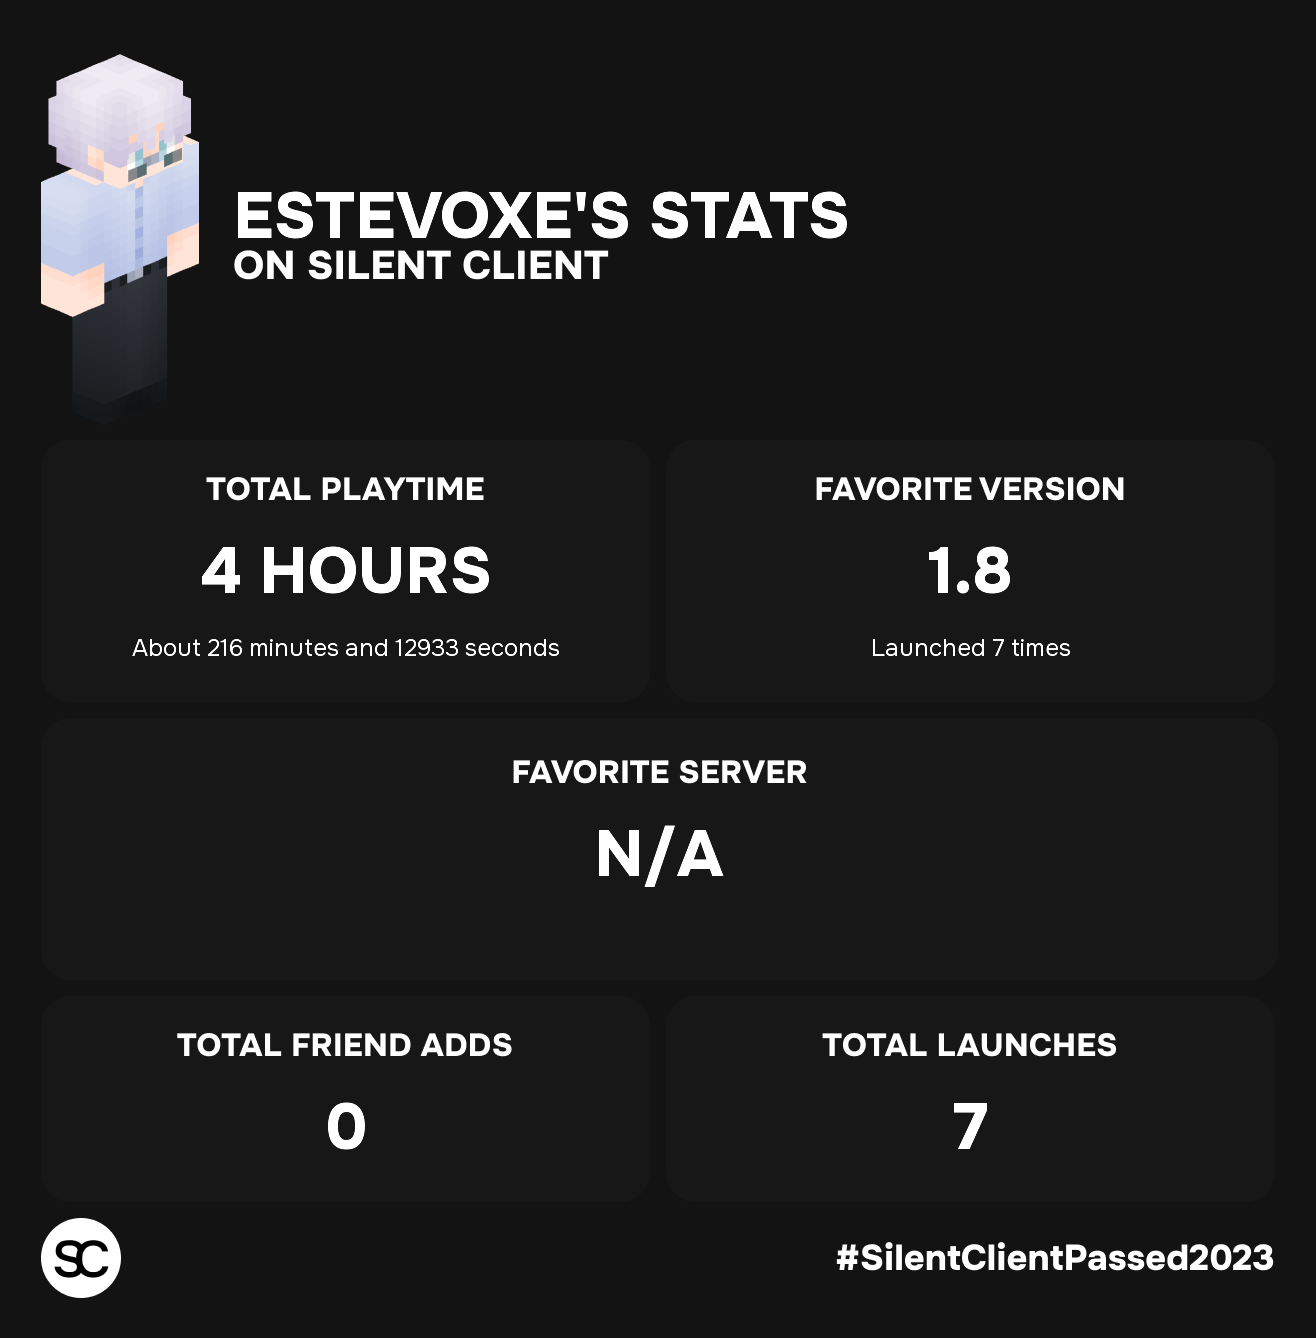 ESTEVOXE'S STATS
ON SILENT CLIENT
TOTAL PLAYTIME
4 HOURS
About 216 minutes and 12933 seconds
FAVORITE VERSION
1.8
Launched 7 times
FAVORITE SERVER
N/A
TOTAL FRIEND ADDS
0
TOTAL LAUNCHES
7
SC
#SilentClientPassed2023